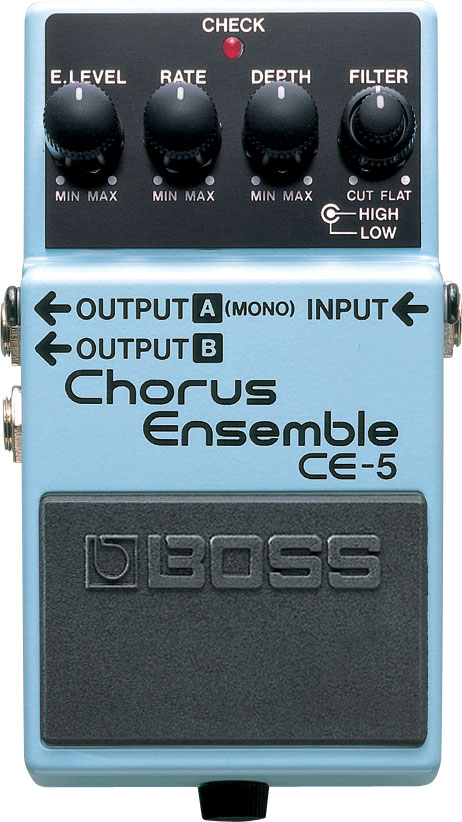 CHECK
E.LEVEL RATE DEPTH FILTER
MIN MAX MIN MAX MIN MAX CUT FLAT
HIGH
LOW
OUTPUT A (MONO) INPUT
OUTPUT B
Chorus
Ensemble
CE-5
BOSS